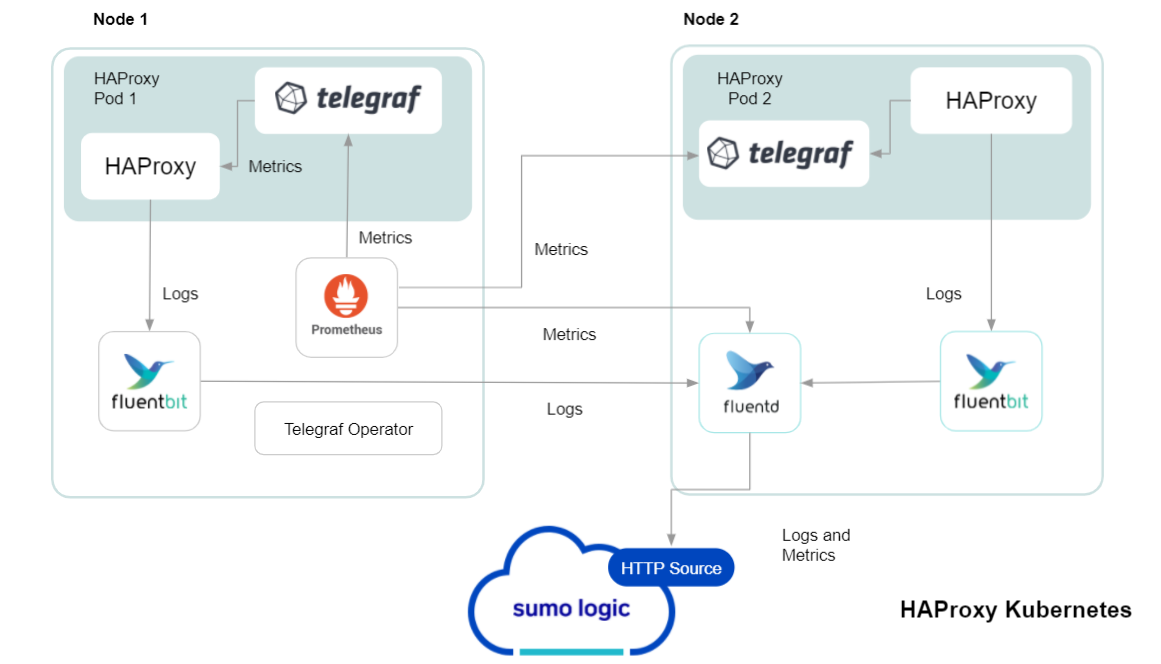 Node 1
Node 2
HAProxy
Pod 1
telegraf
HAProxy
Metrics
HAProxy
Pod 2
HAProxy
telegraf
Metrics
Metrics
Logs
Prometheus
Metrics
Logs
fluentbit
fluentd
fluentbit
Logs
Telegraf Operator
Logs and
Metrics
HTTP Source
sumo logic
HAProxy Kubernetes